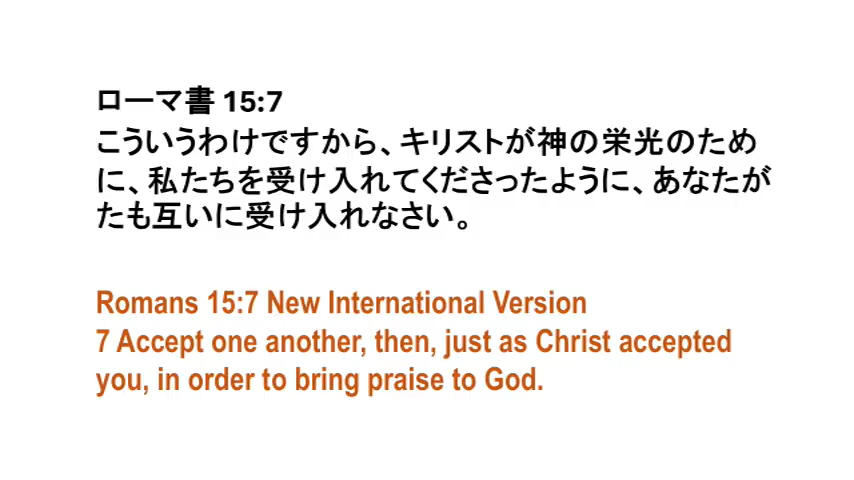 ローマ書 15:7
こういうわけですから、キリストが神の栄光のため
に、私たちを受け入れてくださったように、あなたが
たも互いに受け入れなさい。
Romans 15:7 New International Version
7 Accept one another, then, just as Christ accepted
you, in order to bring praise to God.